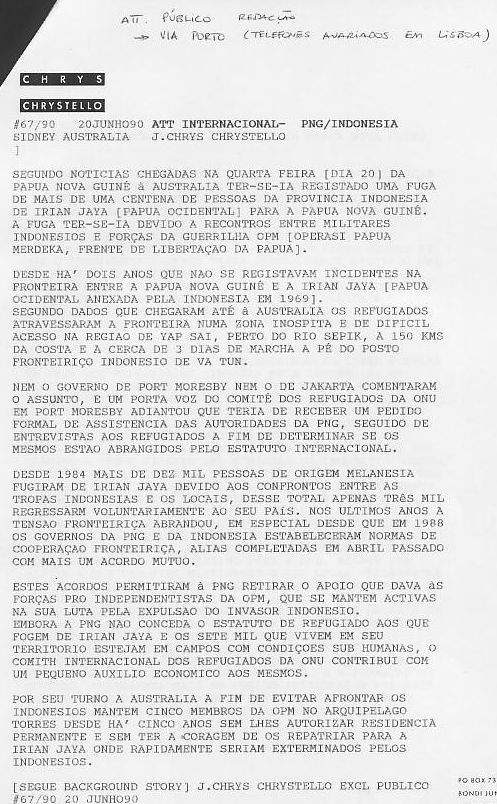 ATT. PÚBLICO REDACÇÃO
→ VIA PORTO (TELEFONES AVARIADOS EM LISBOA)
CHRYS
CHRYSTELLO
#67/90 20JUNHO90 ATT INTERNACIONAL- PNG/INDONESIA
SIDNEY AUSTRALIA J.CHRYS CHRYSTELLO
]
SEGUNDO NOTICIAS CHEGADAS NA QUARTA FEIRA [DIA 20] DA
PAPUA NOVA GUINÉ à AUSTRALIA TER-SE-IA REGISTADO UMA FUGA
DE MAIS DE UMA CENTENA DE PESSOAS DA PROVINCIA INDONESIA
DE IRIAN JAYA [PAPUA OCIDENTAL] PARA A PAPUA NOVA GUINÉ.
A FUGA TER-SE-IA DEVIDO A RECONTROS ENTRE MILITARES
INDONESIOS E FORÇAS DA GUERRILHA OPM [OPERASI PAPUA
MERDEKA, FRENTE DE LIBERTAÇAO DA PAPUA].
DESDE HA' DOIS ANOS QUE NAO SE REGISTAVAM INCIDENTES NA
FRONTEIRA ENTRE A PAPUA NOVA GUINÉ E A IRIAN JAYA [PAPUA
OCIDENTAL ANEXADA PELA INDONESIA EM 1969].
SEGUNDO DADOS QUE CHEGARAM ATÉ à AUSTRALIA OS REFUGIADOS
ATRAVESSARAM A FRONTEIRA NUMA ZONA INOSPITA E DE DIFICIL
ACESSO NA REGIAO DE YAP SAI, PERTO DO RIO SEPIK, A 150 KMS
DA COSTA E A CERCA DE 3 DIAS DE MARCHA A PÉ DO POSTO
FRONTEIRIÇO INDONESIO DE VA TUN.
NEM O GOVERNO DE PORT MORESBY NEM O DE JAKARTA COMENTARAM
O ASSUNTO, E UM PORTA VOZ DO COMITÉ DOS REFUGIADOS DA ONU
EM PORT MORESBY ADIANTOU QUE TERIA DE RECEBER UM PEDIDO
FORMAL DE ASSISTENCIA DAS AUTORIDADES DA PNG, SEGUIDO DE
ENTREVISTAS AOS REFUGIADOS A FIM DE DETERMINAR SE OS
MESMOS ESTAO ABRANGIDOS PELO ESTATUTO INTERNACIONAL.
DESDE 1984 MAIS DE DEZ MIL PESSOAS DE ORIGEM MELANESIA
FUGIRAM DE IRIAN JAYA DEVIDO AOS CONFRONTOS ENTRE AS
TROPAS INDONESIAS E OS LOCAIS, DESSE TOTAL APENAS TRêS MIL
REGRESSARM VOLUNTARIAMENTE AO SEU PAíS. NOS ULTIMOS ANOS A
TENSAO FRONTEIRIÇA ABRANDOU, EM ESPECIAL DESDE QUE EM 1988
OS GOVERNOS DA PNG E DA INDONESIA ESTABELECERAM NORMAS DE
COOPERAÇAO FRONTEIRIÇA, ALIAS COMPLETADAS EM ABRIL PASSADO
COM MAIS UM ACORDO MUTUO.
ESTES ACORDOS PERMITIRAM à PNG RETIRAR O APOIO QUE DAVA àS
FORÇAS PRO INDEPENDENTISTAS DA OPM, QUE SE MANTEM ACTIVAS
NA SUA LUTA PELA EXPULSAO DO INVASOR INDONESIO.
EMBORA A PNG NAO CONCEDA O ESTATUTO DE REFUGIADO AOS QUE
FOGEM DE IRIAN JAYA E OS SETE MIL QUE VIVEM EM SEU
TERRITORIO ESTEJAM EM CAMPOS COM CONDIÇOES SUB HUMANAS, O
COMITH INTERNACIONAL DOS REFUGIADOS DA ONU CONTRIBUI COM
UM PEQUENO AUXILIO ECONOMICO AOS MESMOS.
POR SEU TURNO A AUSTRALIA A FIM DE EVITAR AFRONTAR OS
INDONESIOS MANTEM CINCO MEMBROS DA OPM NO ARQUIPELAGO
TORRES DESDE HA' CINCO ANOS SEM LHES AUTORIZAR RESIDENCIA
PERMANENTE E SEM TER A CORAGEM DE OS REPATRIAR PARA A
IRIAN JAYA ONDE RAPIDAMENTE SERIAM EXTERMINADOS PELOS
INDONESIOS.
[SEGUE BACKGROUND STORY] J.CHRYS CHRYSTELLO EXCL PUBLICO
#67/90 20 JUNHO90
PO BOX 73
BONDI JUN